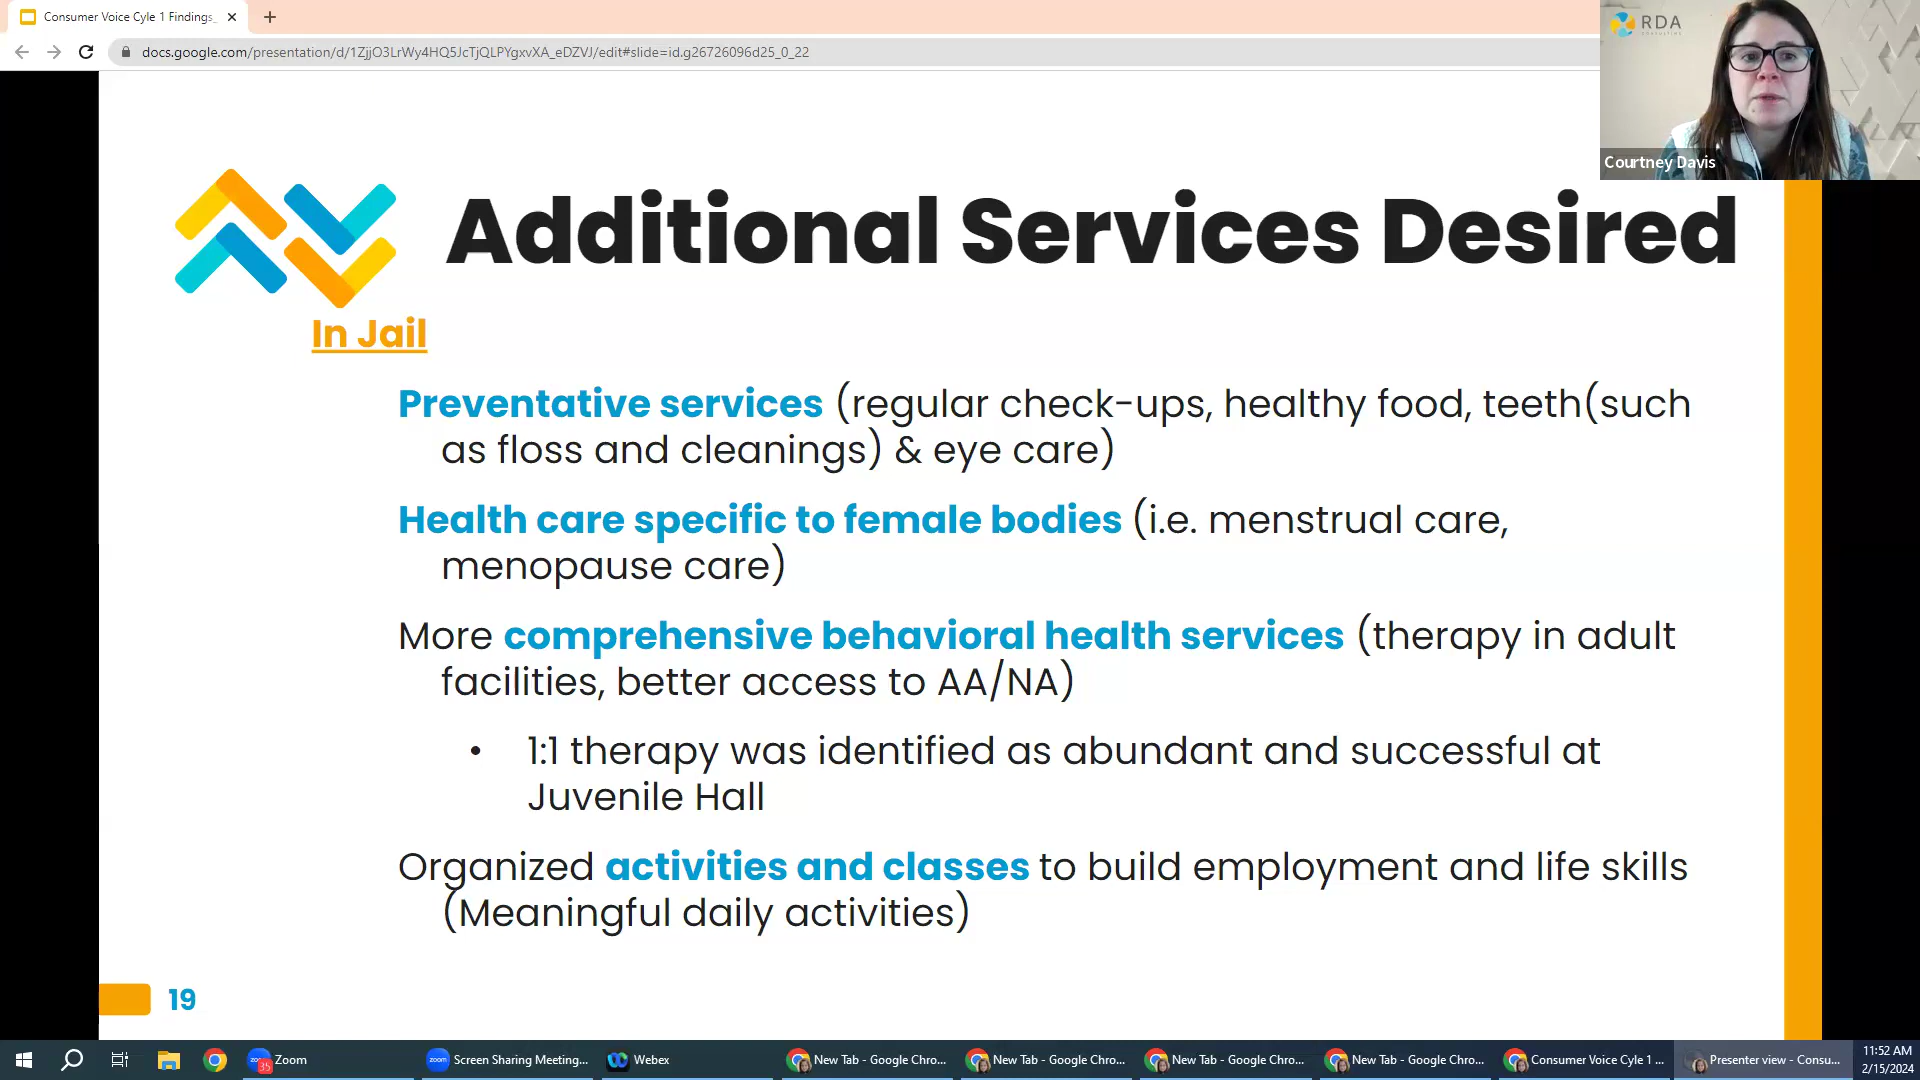 Consumer Voice Cyle 1 Findings_
docs.google.com/presentation/d/1ZjjO3LrWy4HQ5JcTjQLPYgxvXA_eDZVJ/edit#slide=id.g26726096d25_0_22
RDA
Courtney Davis
Additional Services Desired
In Jail
Preventative services (regular check-ups, healthy food, teeth(such
as floss and cleanings) & eye care)
Health care specific to female bodies (i.e. menstrual care,
menopause care)
More comprehensive behavioral health services (therapy in adult
facilities, better access to AA/NA)
• 1:1 therapy was identified as abundant and successful at
Juvenile Hall
Organized activities and classes to build employment and life skills
(Meaningful daily activities)
19
35
Zoom
zoom
Screen Sharing Meeting...
Webex
New Tab - Google Chro...
New Tab - Google Chro...
New Tab - Google Chro...
New Tab - Google Chro...
Consumer Voice Cyle 1 ...
Presenter view - Consu...
11:52 AM
2/15/2024